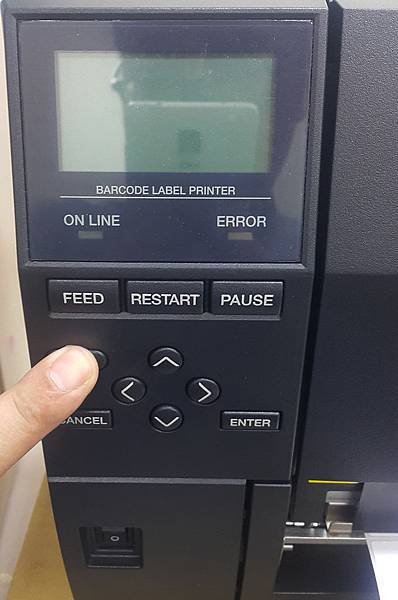 BARCODE LABEL PRINTER
ON LINE ERROR
FEED RESTART PAUSE
CANCEL ENTER